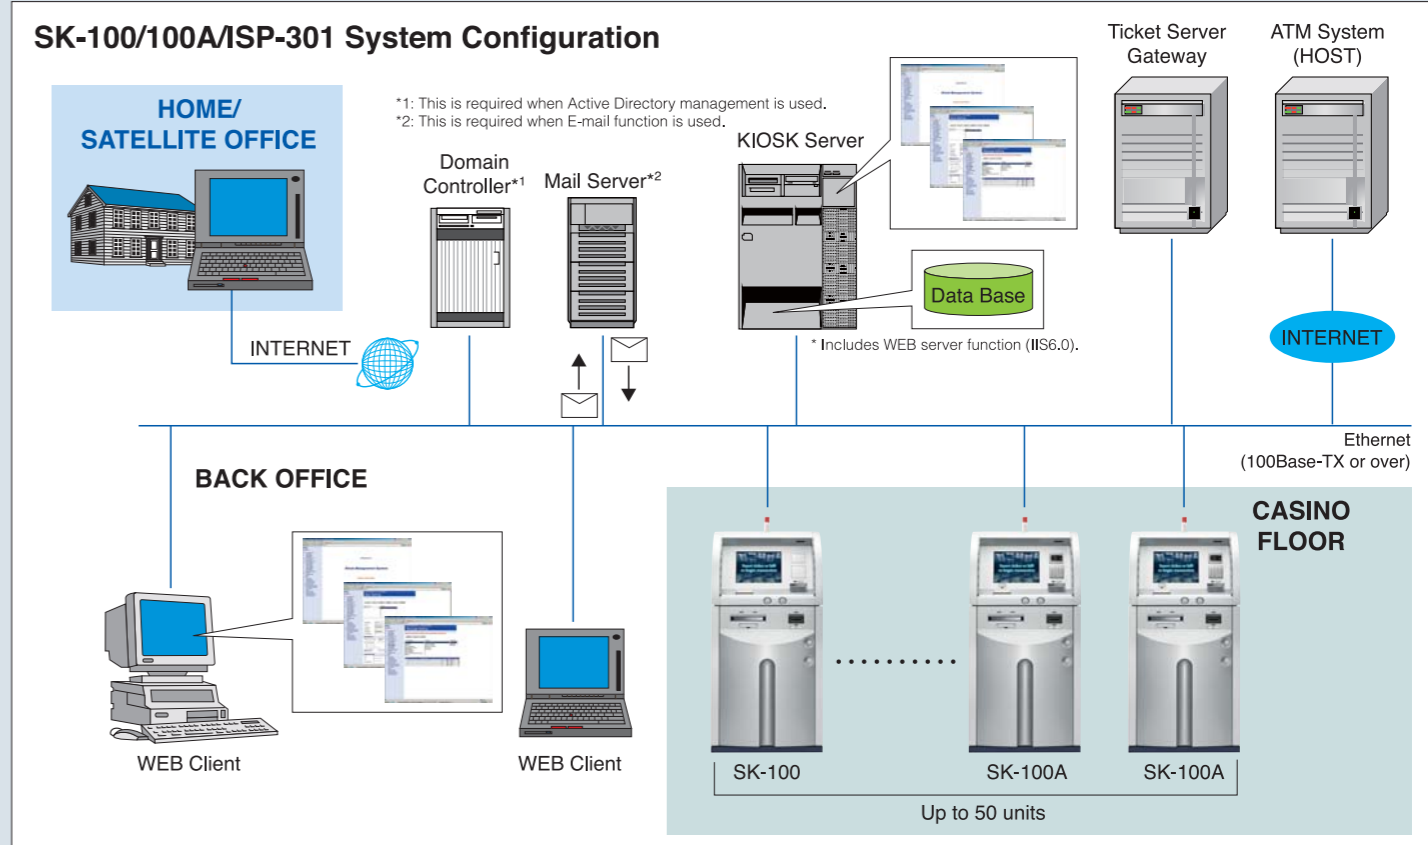 SK-100/100A/ISP-301 System Configuration
Ticket Server
Gateway
ATM System
(HOST)
HOME/
SATELLITE OFFICE
*1: This is required when Active Directory management is used.
*2: This is required when E-mail function is used.
Domain
Controller*1
Mail Server*2
KIOSK Server
Data Base
* Includes WEB server function (IIS6.0).
INTERNET
INTERNET
Ethernet
(100Base-TX or over)
BACK OFFICE
CASINO
FLOOR
WEB Client
WEB Client
SK-100
SK-100A
SK-100A
Up to 50 units